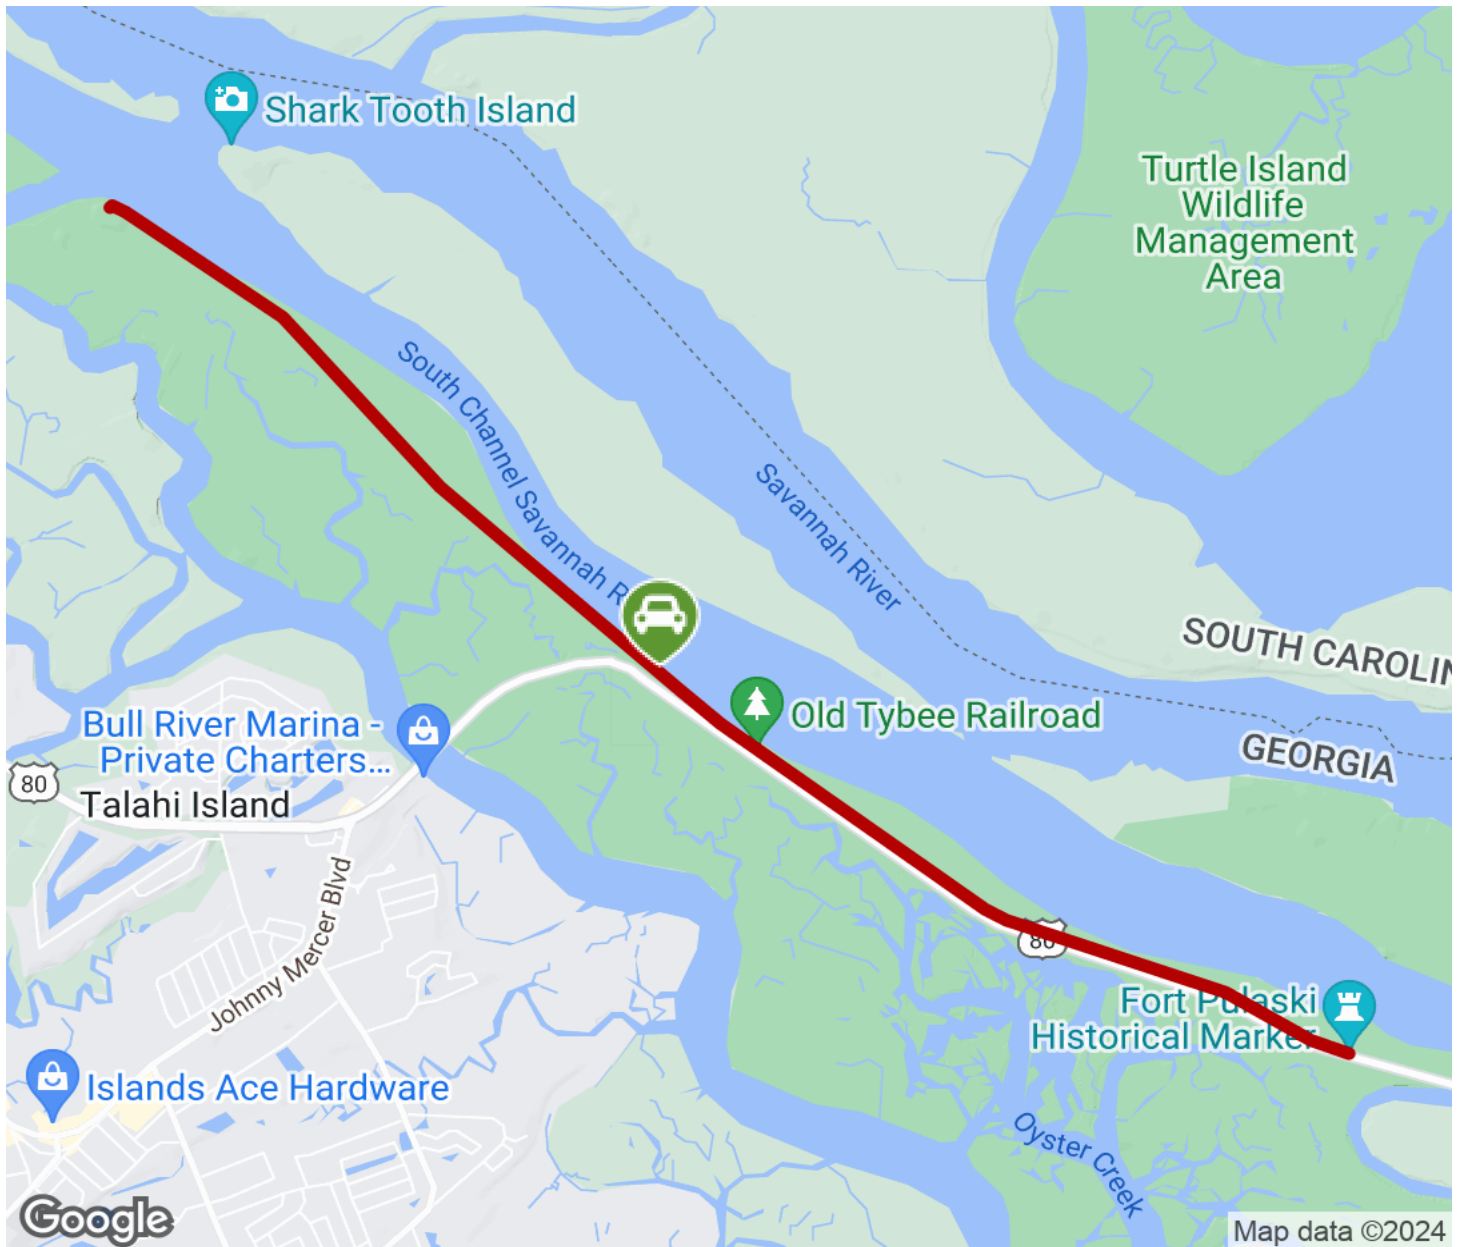 Shark Tooth Island
Turtle Island
Wildlife
Management
Area
South Channel Savannah R
Savannah River
SOUTH CAROLIN
GEORGIA
Old Tybee Railroad
Bull River Marina -
Private Charters...
80
Talahi Island
Johnny Mercer Blvd
80
Fort Pulaski
Historical Marker
Islands Ace Hardware
Oyster Creek
Google
Map data ©2024